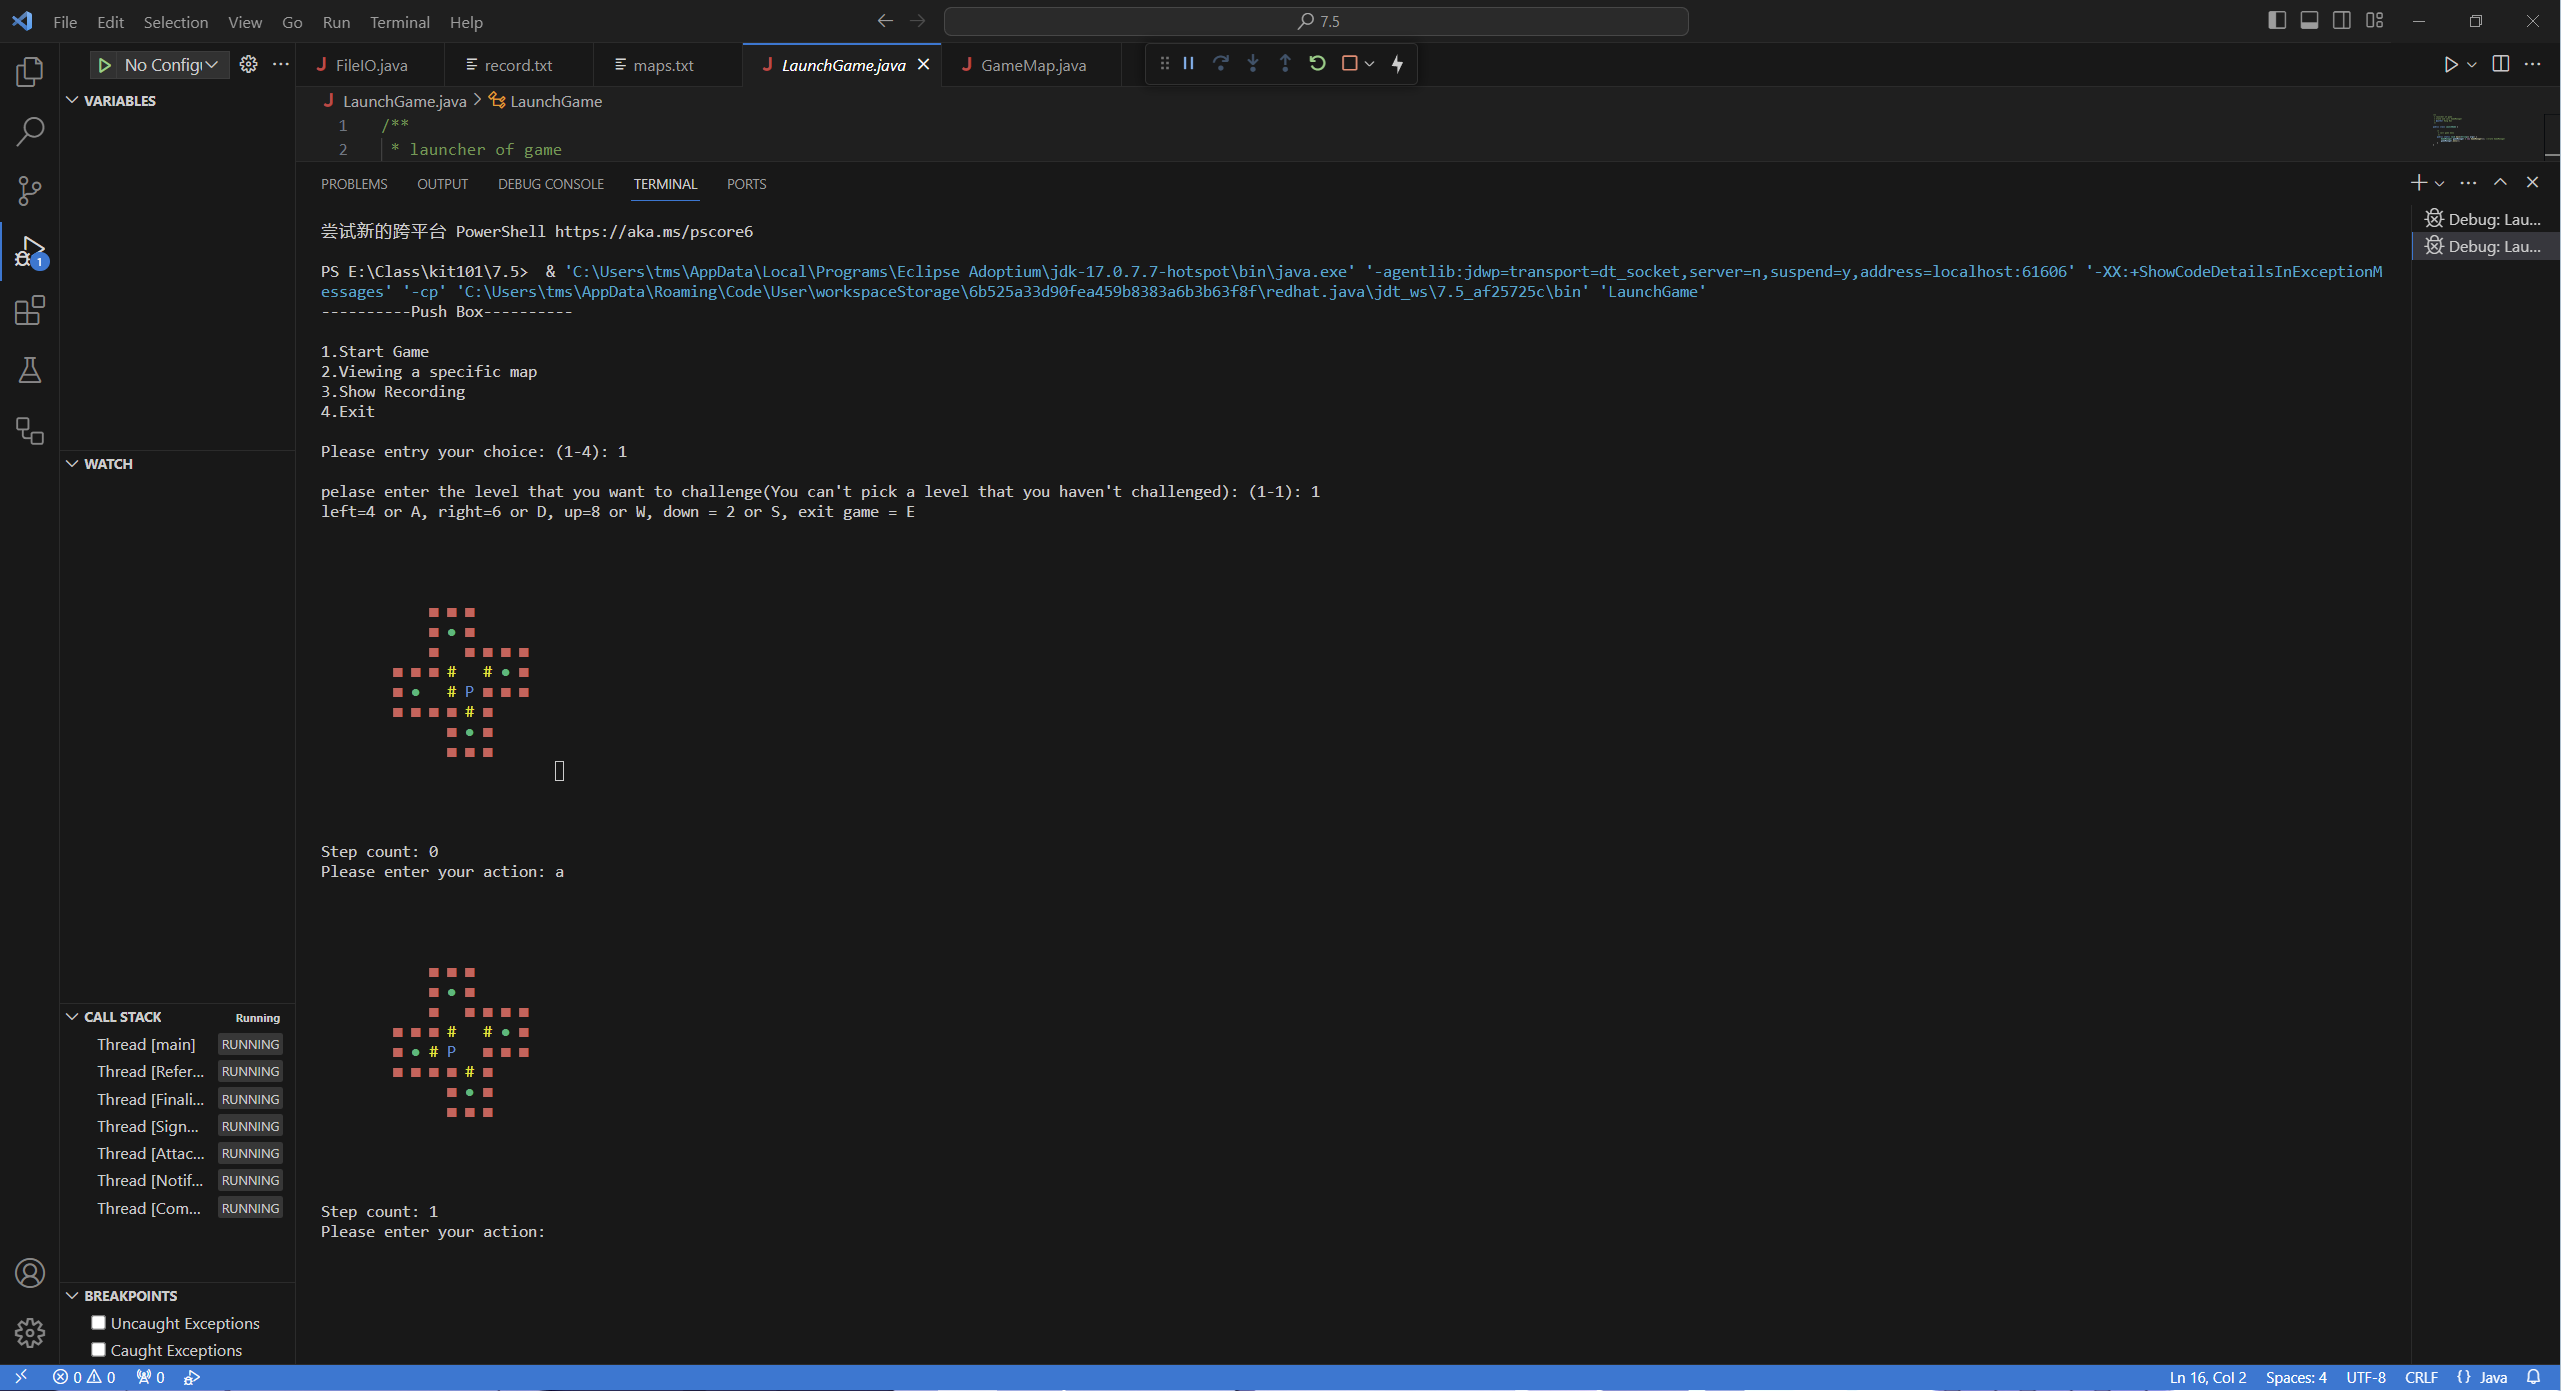 File Edit Selection View Go Run Terminal Help
7.5
No Config
FileIO.java
record.txt
maps.txt
LaunchGame.java
GameMap.java
VARIABLES
LaunchGame.java > LaunchGame
1 /**
2 * launcher of game
PROBLEMS OUTPUT DEBUG CONSOLE TERMINAL PORTS
尝试新的跨平台 PowerShell https://aka.ms/pscore6
PS E:\Class\kit101\7.5>  & 'C:\Users\tms\AppData\Local\Programs\Eclipse Adoptium\jdk-17.0.7.7-hotspot\bin\java.exe' '-agentlib:jdwp=transport=dt_socket,server=n,suspend=y,address=localhost:61606' '-XX:+ShowCodeDetailsInExceptionM
essages' '-cp' 'C:\Users\tms\AppData\Roaming\Code\User\workspaceStorage\6b525a33d90fea459b8383a6b3b63f8f\redhat.java\jdt_ws\7.5_af25725c\bin' 'LaunchGame'
----------Push Box----------
1.Start Game
2.Viewing a specific map
3.Show Recording
4.Exit
Please entry your choice: (1-4): 1
pelase enter the level that you want to challenge(You can't pick a level that you haven't challenged): (1-1): 1
left=4 or A, right=6 or D, up=8 or W, down = 2 or S, exit game = E
■ ■ ■
■ ● ■
■   ■ ■ ■ ■
■ ■ ■ #   # ● ■
■ ●   # P ■ ■ ■
■ ■ ■ ■ # ■
■ ● ■
■ ■ ■
Step count: 0
Please enter your action: a
■ ■ ■
■ ● ■
■   ■ ■ ■ ■
■ ■ ■ #   # ● ■
■ ● # P   ■ ■ ■
■ ■ ■ ■ # ■
■ ● ■
■ ■ ■
Step count: 1
Please enter your action:
Debug: Lau...
Debug: Lau...
1
WATCH
CALL STACK Running
Thread [main] RUNNING
Thread [Refer... RUNNING
Thread [Finali... RUNNING
Thread [Sign... RUNNING
Thread [Attac... RUNNING
Thread [Notif... RUNNING
Thread [Com... RUNNING
BREAKPOINTS
Uncaught Exceptions
Caught Exceptions
0 0 0
Ln 16, Col 2 Spaces: 4 UTF-8 CRLF {} Java